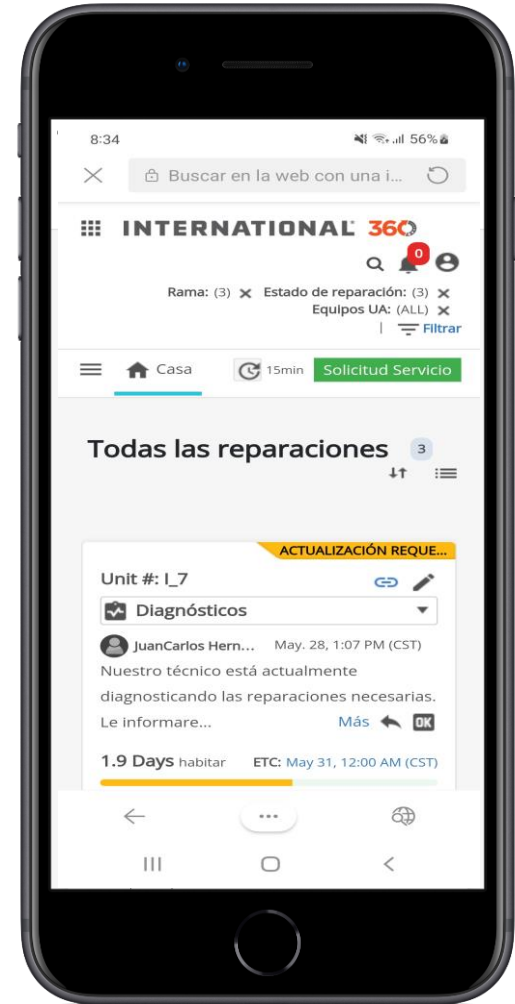 8:34 56%
Buscar en la web con una i...
INTERNATIONAL 360
0
Rama: (3) Estado de reparación: (3)
Equipos UA: (ALL)
Filtrar
Casa 15min Solicitud Servicio
Todas las reparaciones 3
ACTUALIZACIÓN REQUE...
Unit #: I_7
Diagnósticos
JuanCarlos Hern... May. 28, 1:07 PM (CST)
Nuestro técnico está actualmente
diagnosticando las reparaciones necesarias.
Le informare... Más OK
1.9 Days habitar ETC: May 31, 12:00 AM (CST)